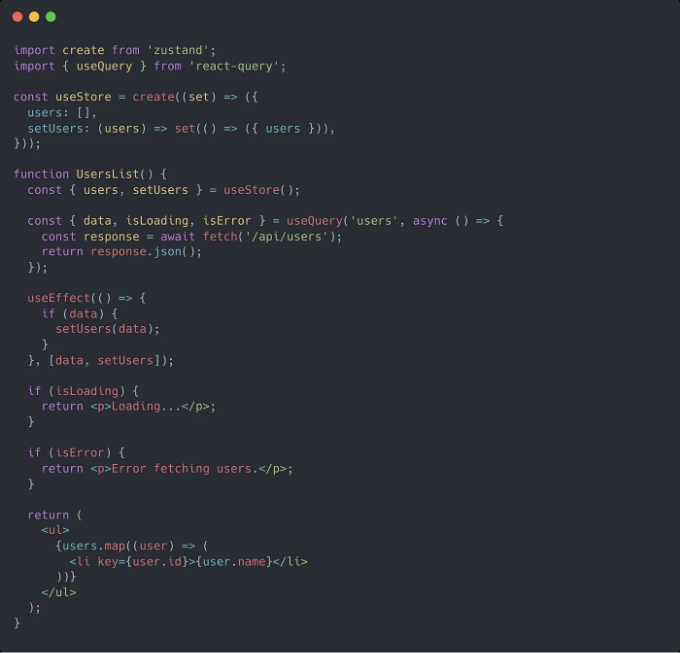 import create from 'zustand';
import { useQuery } from 'react-query';

const useStore = create((set) => ({
  users: [],
  setUsers: (users) => set(() => ({ users })),
}));

function UsersList() {
  const { users, setUsers } = useStore();

  const { data, isLoading, isError } = useQuery('users', async () => {
    const response = await fetch('/api/users');
    return response.json();
  });

  useEffect(() => {
    if (data) {
      setUsers(data);
    }
  }, [data, setUsers]);

  if (isLoading) {
    return <p>Loading...</p>;
  }

  if (isError) {
    return <p>Error fetching users.</p>;
  }

  return (
    <ul>
      {users.map((user) => (
        <li key={user.id}>{user.name}</li>
      ))}
    </ul>
  );
}